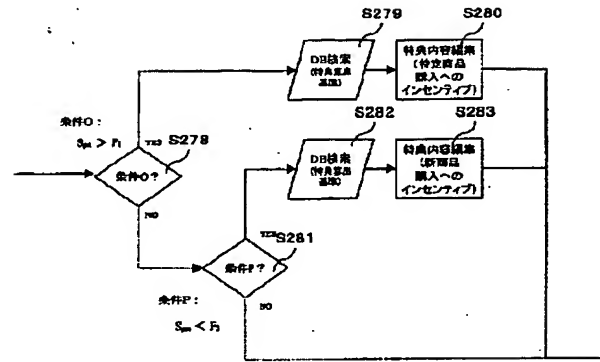 S279
S280
DB検索
(特典算出
基準)
特典内容編集
(特定商品
購入への
インセンティブ)
条件O:
S278
YES
条件O?
S282
S283
DB検索
(特典算出
基準)
特典内容編集
(新商品
購入への
インセンティブ)
NO
YES
S281
条件P?
条件P:
NO